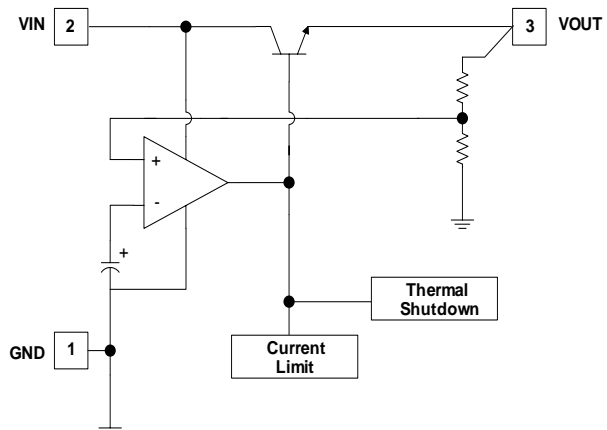 VIN 2
3 VOUT
+
-
+
Thermal
Shutdown
GND 1
Current
Limit